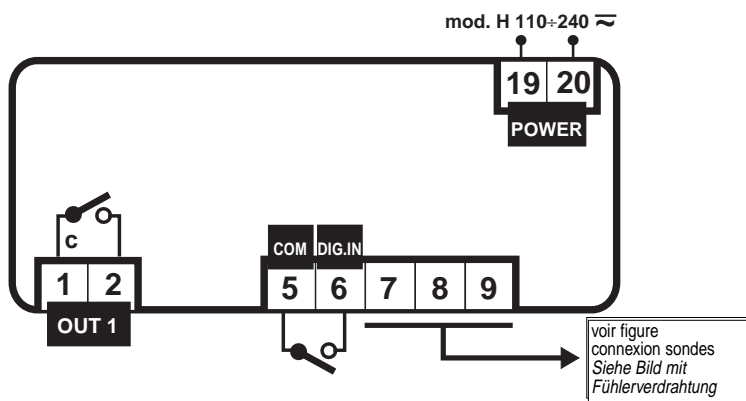 mod. H 110÷240 ⎓~
19 20
POWER
c
1 2
OUT 1
COM DIG.IN
5 6 7 8 9
voir figure
connexion sondes
Siehe Bild mit
Fühlerverdrahtung